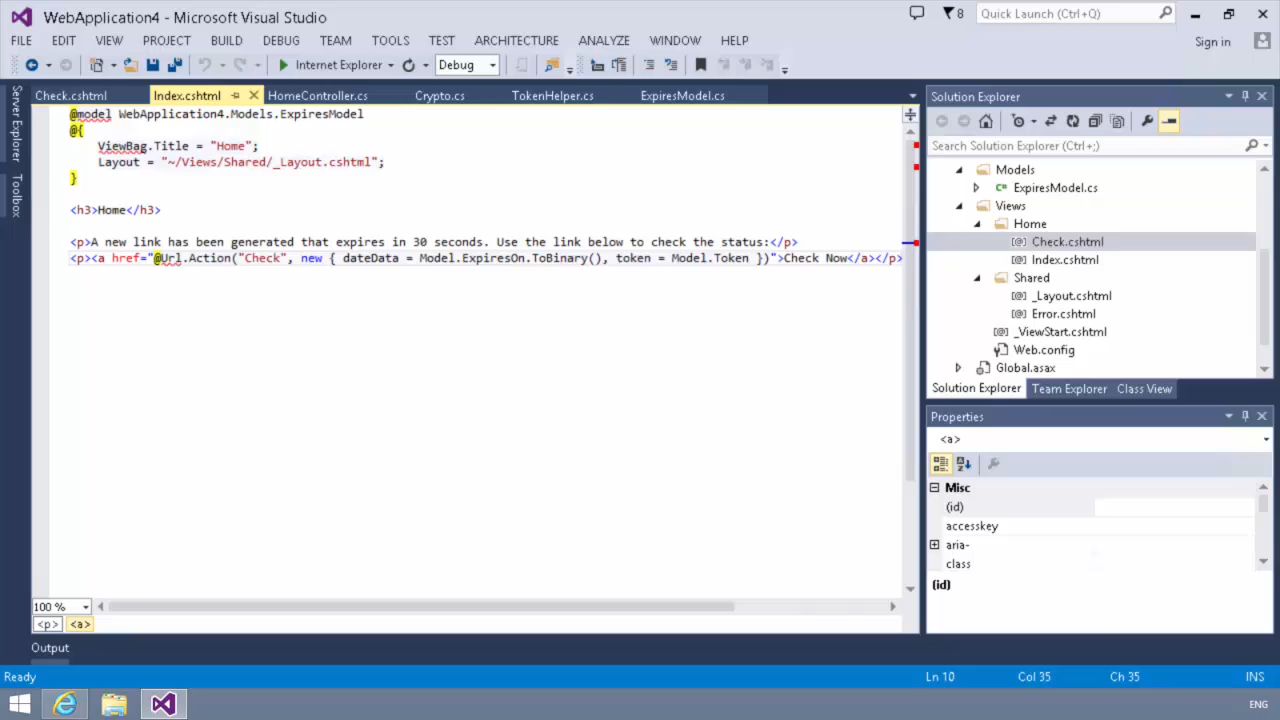 WebApplication4 - Microsoft Visual Studio
8
Quick Launch (Ctrl+Q)
FILE EDIT VIEW PROJECT BUILD DEBUG TEAM TOOLS TEST ARCHITECTURE ANALYZE WINDOW HELP
Sign in
Internet Explorer
Debug
Server Explorer
Toolbox
Check.cshtml
Index.cshtml
HomeController.cs
Crypto.cs
TokenHelper.cs
ExpiresModel.cs
@model WebApplication4.Models.ExpiresModel
@{
ViewBag.Title = "Home";
Layout = "~/Views/Shared/_Layout.cshtml";
}
<h3>Home</h3>
<p>A new link has been generated that expires in 30 seconds. Use the link below to check the status:</p>
<p><a href="@Url.Action("Check", new { dateData = Model.ExpiresOn.ToBinary(), token = Model.Token })">Check Now</a></p>
100 %
<p> <a>
Output
Solution Explorer
Search Solution Explorer (Ctrl+;)
Models
C# ExpiresModel.cs
Views
Home
[@] Check.cshtml
[@] Index.cshtml
Shared
[@] _Layout.cshtml
[@] Error.cshtml
[@] _ViewStart.cshtml
Web.config
Global.asax
Solution Explorer Team Explorer Class View
Properties
<a>
Misc
(id)
accesskey
aria-
class
(id)
Ready
Ln 10
Col 35
Ch 35
INS
ENG